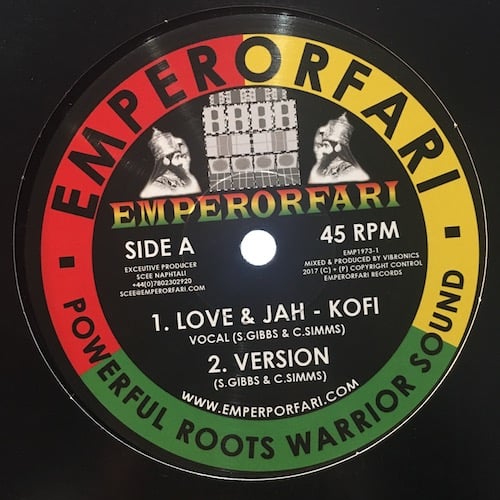 EMPERORFARI
EMPERORFARI
SIDE A
45 RPM
EXCEUTIVE PRODUCER
SCEE NAPHTALI
+44(0)7802302920
SCEE@EMPERORFARI.COM
EMP1973-1
MIXED & PRODUCED BY VIBRONICS
2017 (C) + (P) COPYRIGHT CONTROL
EMPERORFARI RECORDS
1. LOVE & JAH - KOFI
VOCAL (S.GIBBS & C.SIMMS)
2. VERSION
(S.GIBBS & C.SIMMS)
WWW.EMPERPORFARI.COM
POWERFUL ROOTS WARRIOR SOUND